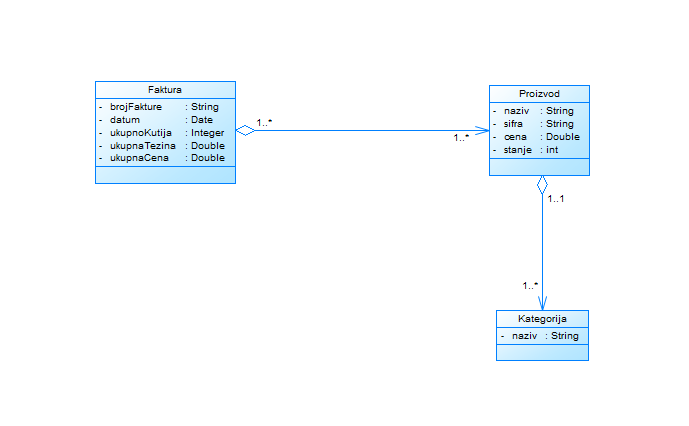 Faktura
- brojFakture : String
- datum : Date
- ukupnoKutija : Integer
- ukupnaTezina : Double
- ukupnaCena : Double
1..*
1..*
Proizvod
- naziv : String
- sifra : String
- cena : Double
- stanje : int
1..1
1..*
Kategorija
- naziv : String